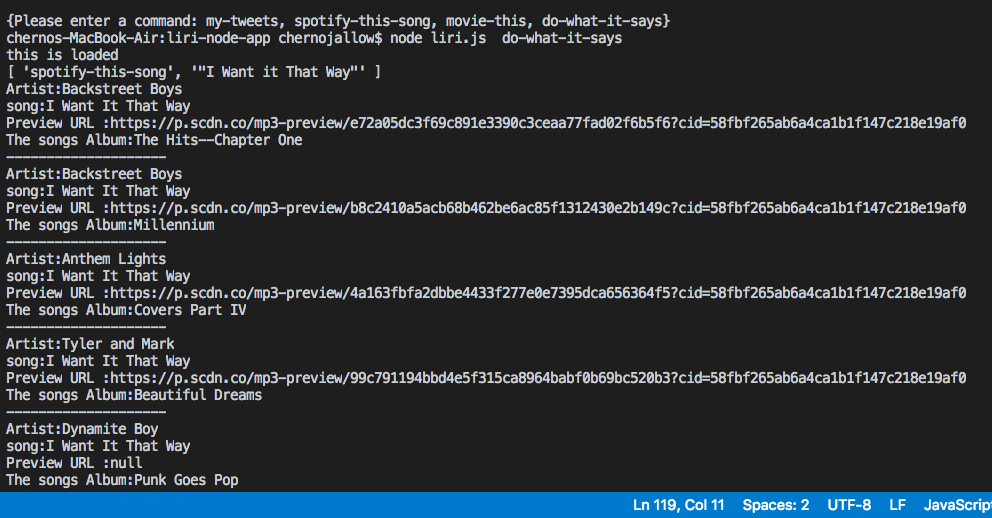 {Please enter a command: my-tweets, spotify-this-song, movie-this, do-what-it-says}
chernos-MacBook-Air:liri-node-app chernojallow$ node liri.js  do-what-it-says
this is loaded
[ 'spotify-this-song', '"I Want it That Way"' ]
Artist:Backstreet Boys
song:I Want It That Way
Preview URL :https://p.scdn.co/mp3-preview/e72a05dc3f69c891e3390c3ceaa77fad02f6b5f6?cid=58fbf265ab6a4ca1b1f147c218e19af0
The songs Album:The Hits--Chapter One
--------------------
Artist:Backstreet Boys
song:I Want It That Way
Preview URL :https://p.scdn.co/mp3-preview/b8c2410a5acb68b462be6ac85f1312430e2b149c?cid=58fbf265ab6a4ca1b1f147c218e19af0
The songs Album:Millennium
--------------------
Artist:Anthem Lights
song:I Want It That Way
Preview URL :https://p.scdn.co/mp3-preview/4a163fbfa2dbbe4433f277e0e7395dca656364f5?cid=58fbf265ab6a4ca1b1f147c218e19af0
The songs Album:Covers Part IV
--------------------
Artist:Tyler and Mark
song:I Want It That Way
Preview URL :https://p.scdn.co/mp3-preview/99c791194bbd4e5f315ca8964babf0b69bc520b3?cid=58fbf265ab6a4ca1b1f147c218e19af0
The songs Album:Beautiful Dreams
--------------------
Artist:Dynamite Boy
song:I Want It That Way
Preview URL :null
The songs Album:Punk Goes Pop
Ln 119, Col 11 Spaces: 2 UTF-8 LF JavaScrip